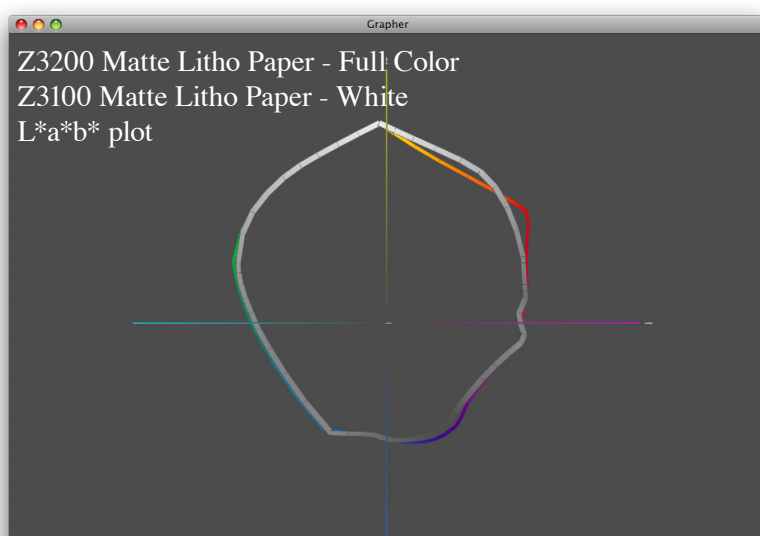 Grapher
Z3200 Matte Litho Paper - Full Color
Z3100 Matte Litho Paper - White
L*a*b* plot